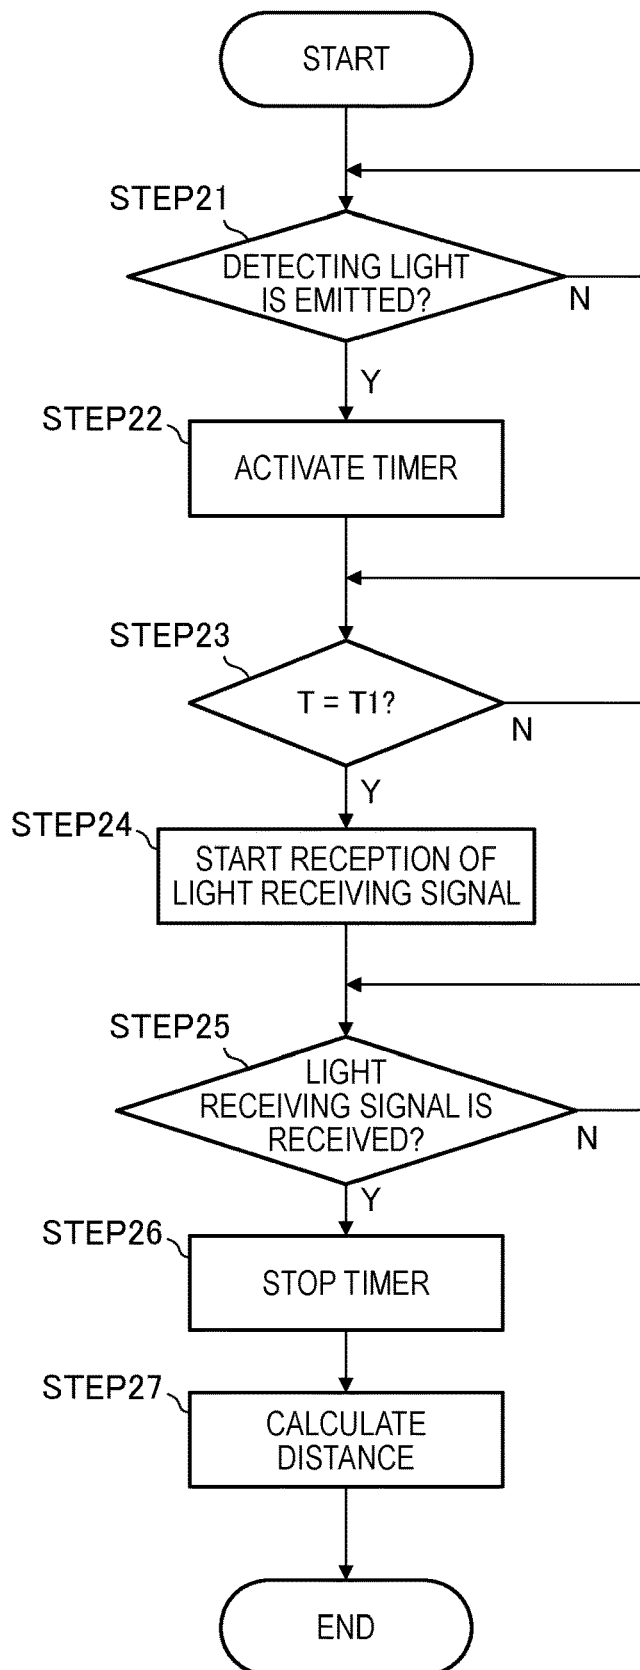 START
STEP21
DETECTING LIGHT
IS EMITTED?
N
Y
STEP22
ACTIVATE TIMER
STEP23
T = T1?
N
Y
STEP24
START RECEPTION OF
LIGHT RECEIVING SIGNAL
STEP25
LIGHT
RECEIVING SIGNAL IS
RECEIVED?
N
Y
STEP26
STOP TIMER
STEP27
CALCULATE
DISTANCE
END